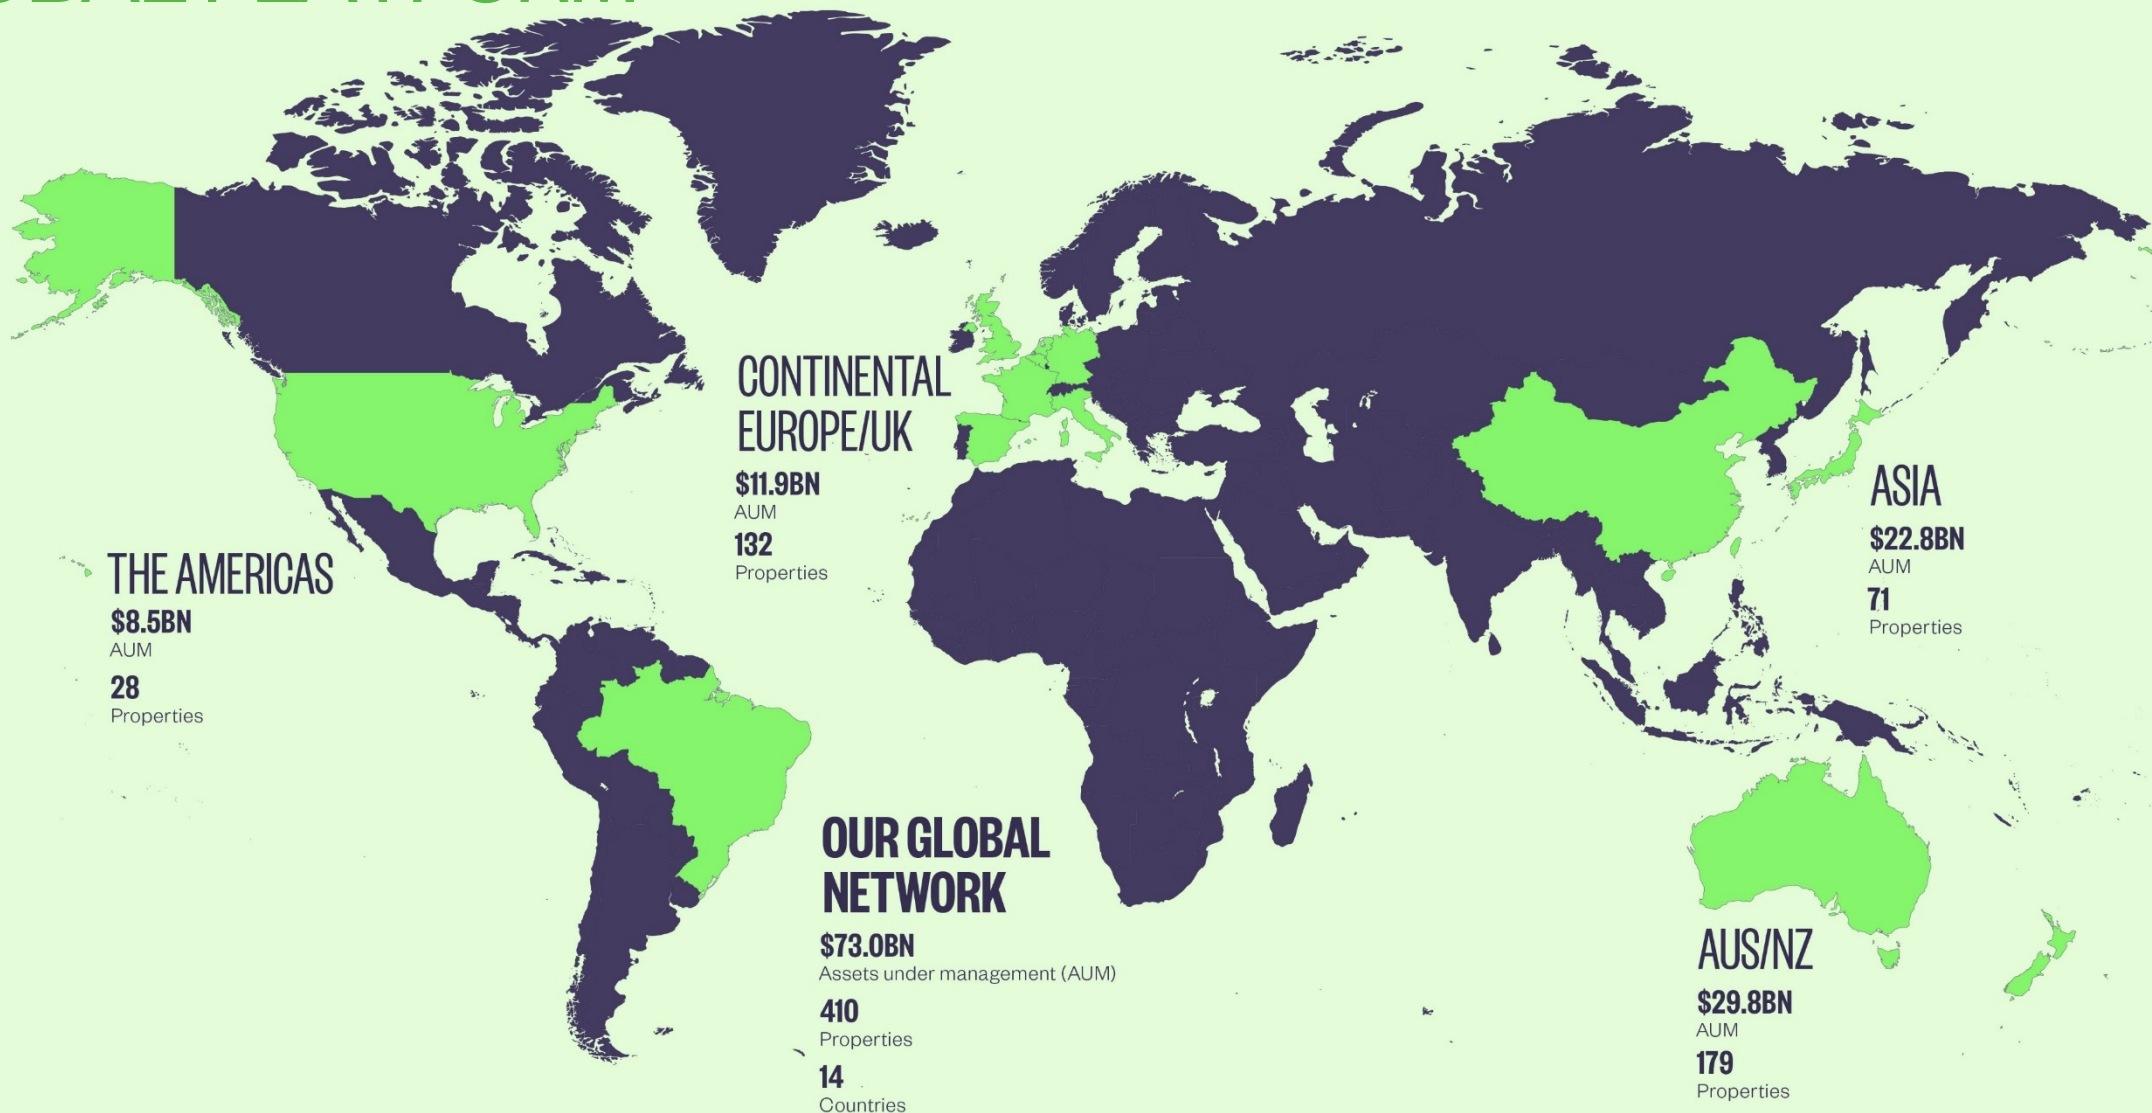 THE AMERICAS
$8.5BN
AUM
28
Properties
CONTINENTAL
EUROPE/UK
$11.9BN
AUM
132
Properties
OUR GLOBAL
NETWORK
$73.0BN
Assets under management (AUM)
410
Properties
14
Countries
ASIA
$22.8BN
AUM
71
Properties
AUS/NZ
$29.8BN
AUM
179
Properties